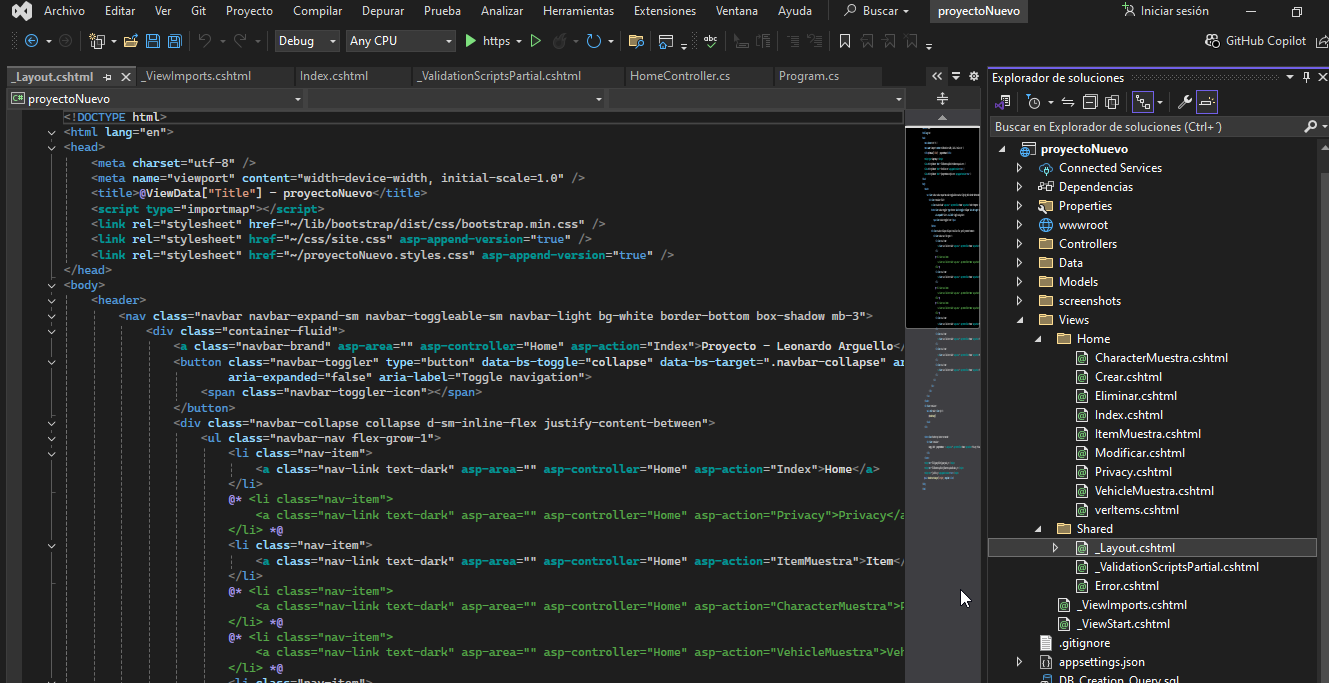 Archivo Editar Ver Git Proyecto Compilar Depurar Prueba Analizar Herramientas Extensiones Ventana Ayuda Buscar proyectoNuevo Iniciar sesión
Debug Any CPU https GitHub Copilot
_Layout.cshtml _ViewImports.cshtml Index.cshtml _ValidationScriptsPartial.cshtml HomeController.cs Program.cs
proyectoNuevo
<!DOCTYPE html>
<html lang="en">
<head>
<meta charset="utf-8" />
<meta name="viewport" content="width=device-width, initial-scale=1.0" />
<title>@ViewData["Title"] - proyectoNuevo</title>
<script type="importmap"></script>
<link rel="stylesheet" href="~/lib/bootstrap/dist/css/bootstrap.min.css" />
<link rel="stylesheet" href="~/css/site.css" asp-append-version="true" />
<link rel="stylesheet" href="~/proyectoNuevo.styles.css" asp-append-version="true" />
</head>
<body>
<header>
<nav class="navbar navbar-expand-sm navbar-toggleable-sm navbar-light bg-white border-bottom box-shadow mb-3">
<div class="container-fluid">
<a class="navbar-brand" asp-area="" asp-controller="Home" asp-action="Index">Proyecto - Leonardo Arguello</
<button class="navbar-toggler" type="button" data-bs-toggle="collapse" data-bs-target=".navbar-collapse" ar
aria-expanded="false" aria-label="Toggle navigation">
<span class="navbar-toggler-icon"></span>
</button>
<div class="navbar-collapse collapse d-sm-inline-flex justify-content-between">
<ul class="navbar-nav flex-grow-1">
<li class="nav-item">
<a class="nav-link text-dark" asp-area="" asp-controller="Home" asp-action="Index">Home</a>
</li>
@* <li class="nav-item">
<a class="nav-link text-dark" asp-area="" asp-controller="Home" asp-action="Privacy">Privacy</a
</li> *@
<li class="nav-item">
<a class="nav-link text-dark" asp-area="" asp-controller="Home" asp-action="ItemMuestra">Item</
</li>
@* <li class="nav-item">
<a class="nav-link text-dark" asp-area="" asp-controller="Home" asp-action="CharacterMuestra">
</li> *@
@* <li class="nav-item">
<a class="nav-link text-dark" asp-area="" asp-controller="Home" asp-action="VehicleMuestra">Veh
</li> *@
<li class="nav-item">
Explorador de soluciones
Buscar en Explorador de soluciones (Ctrl+´)
proyectoNuevo
Connected Services
Dependencias
Properties
wwwroot
Controllers
Data
Models
screenshots
Views
Home
CharacterMuestra.cshtml
Crear.cshtml
Eliminar.cshtml
Index.cshtml
ItemMuestra.cshtml
Modificar.cshtml
Privacy.cshtml
VehicleMuestra.cshtml
verItems.cshtml
Shared
_Layout.cshtml
_ValidationScriptsPartial.cshtml
Error.cshtml
_ViewImports.cshtml
_ViewStart.cshtml
.gitignore
appsettings.json
DB_Creation_Query.sql